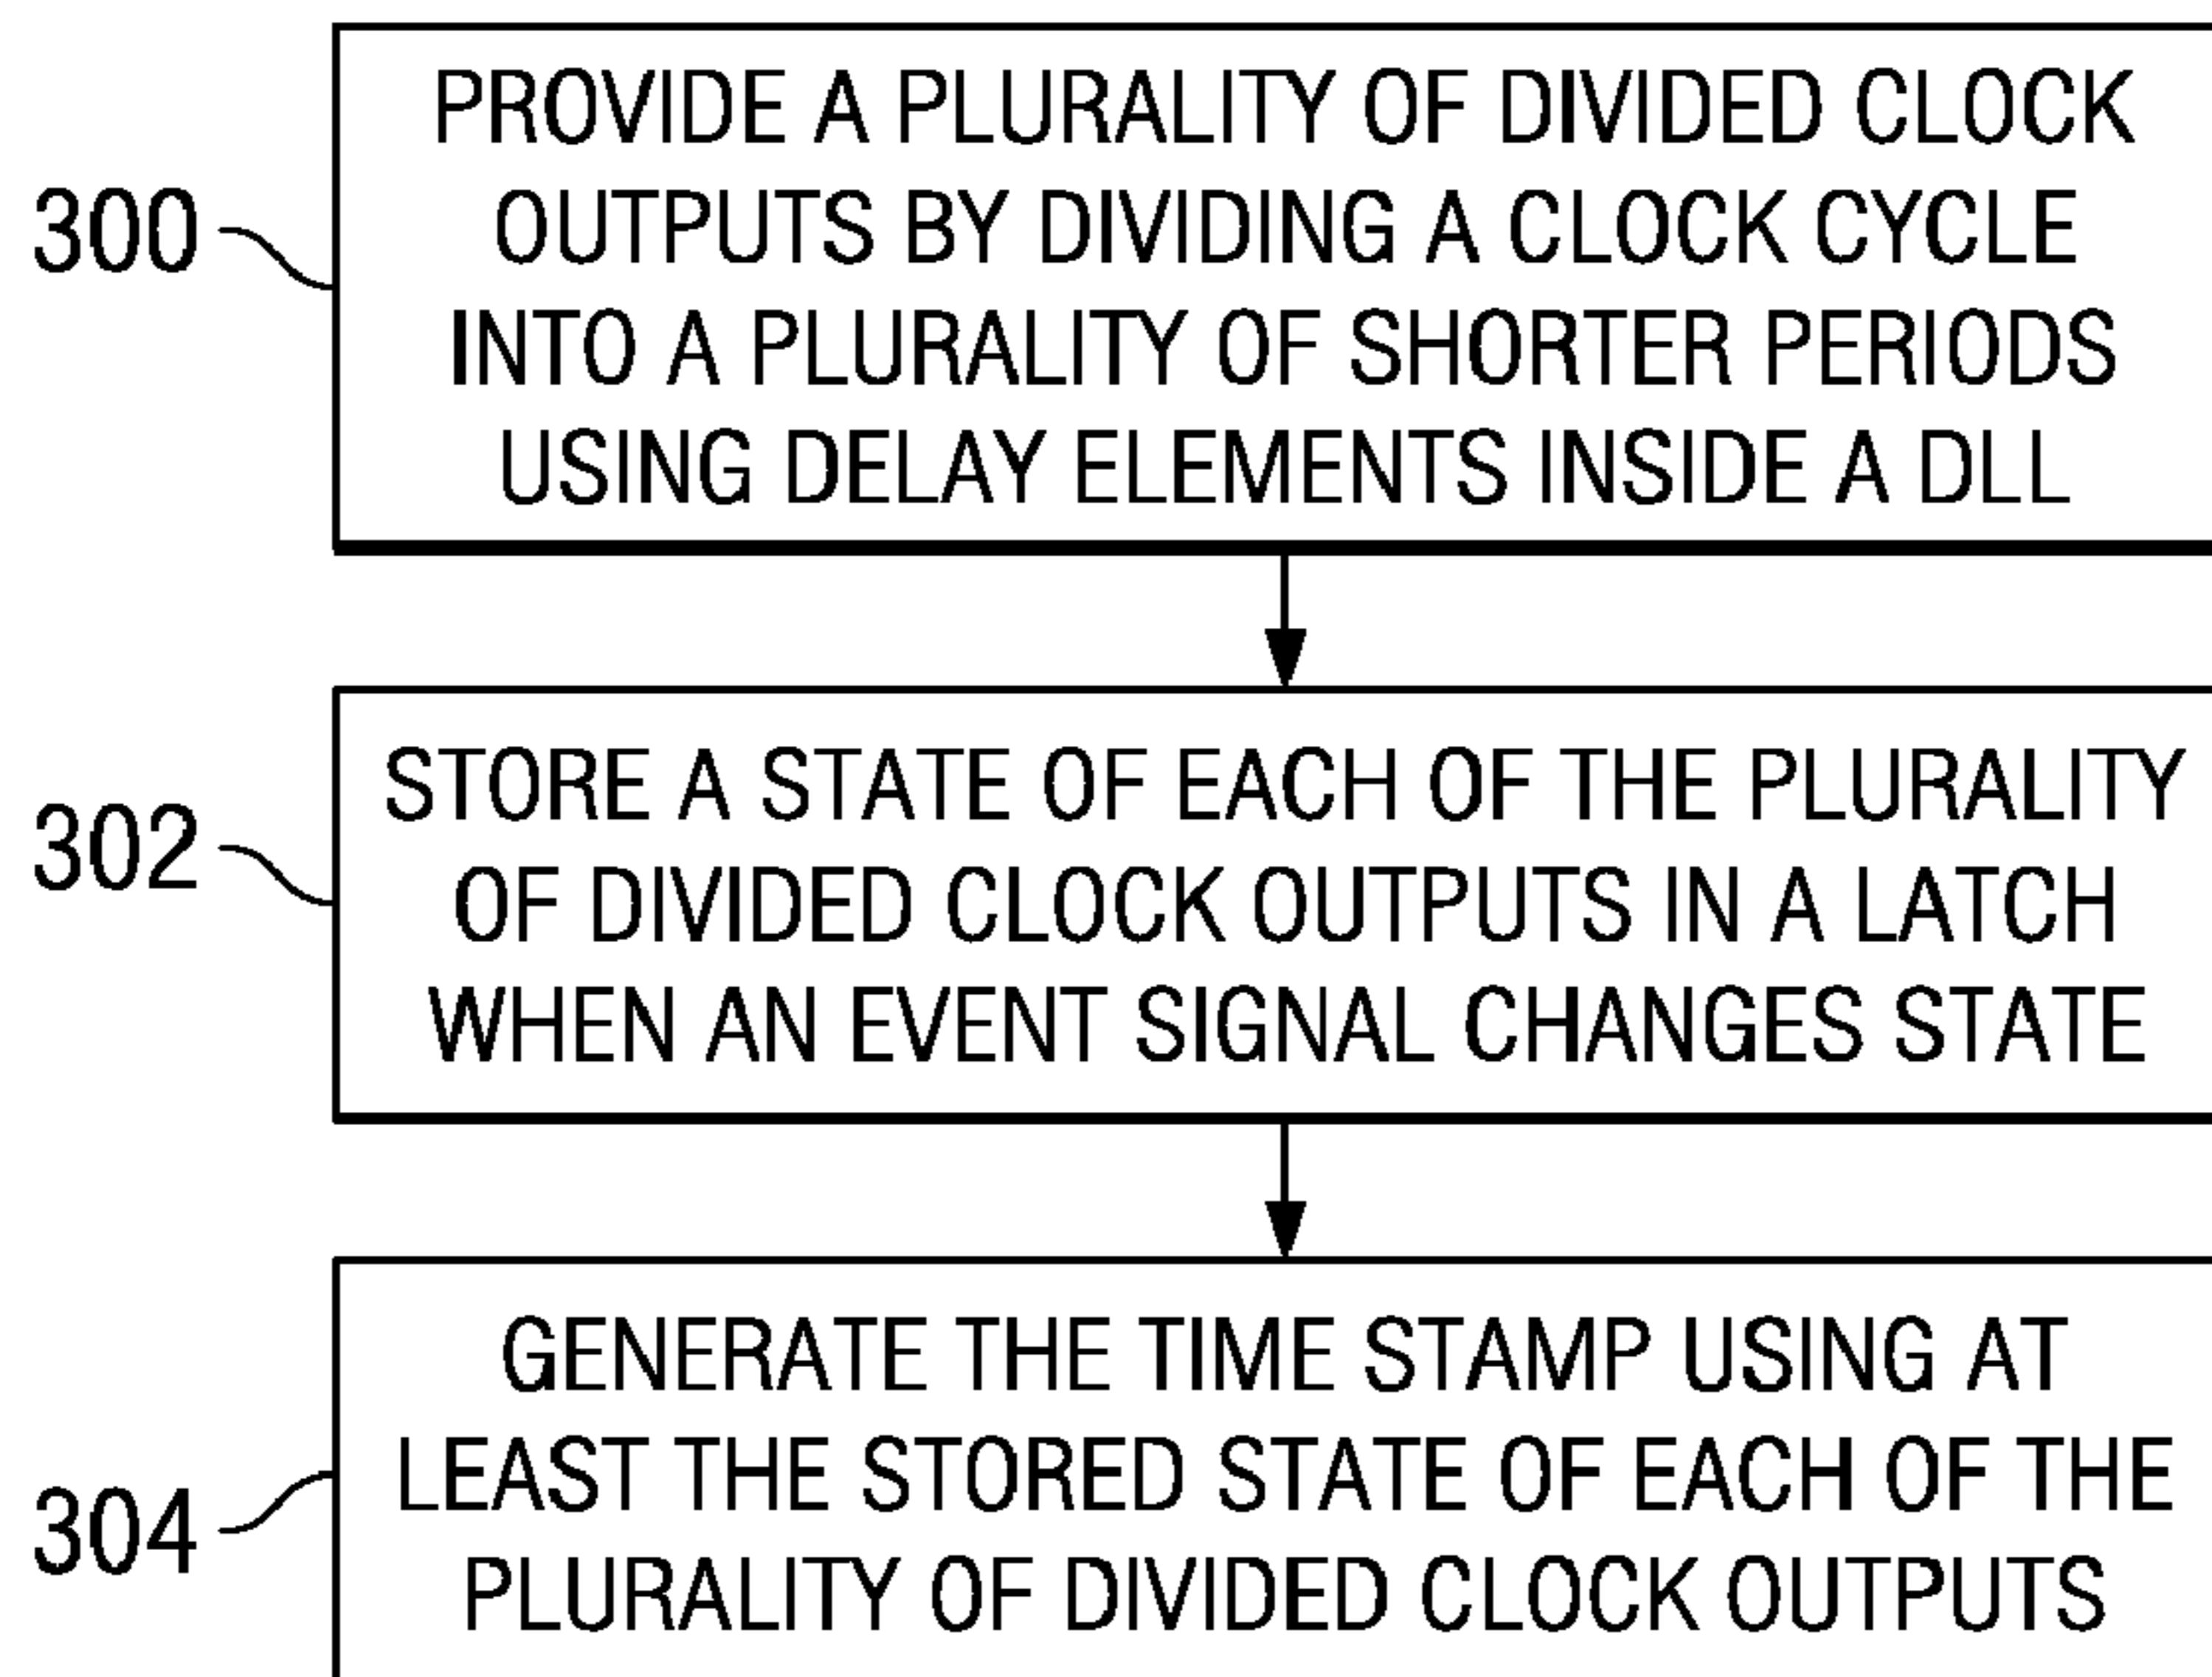 PROVIDE A PLURALITY OF DIVIDED CLOCK
300
OUTPUTS BY DIVIDING A CLOCK CYCLE
INTO A PLURALITY OF SHORTER PERIODS
USING DELAY ELEMENTS INSIDE A DLL
STORE A STATE OF EACH OF THE PLURALITY
302
OF DIVIDED CLOCK OUTPUTS IN A LATCH
WHEN AN EVENT SIGNAL CHANGES STATE
GENERATE THE TIME STAMP USING AT
LEAST THE STORED STATE OF EACH OF THE
304
PLURALITY OF DIVIDED CLOCK OUTPUTS